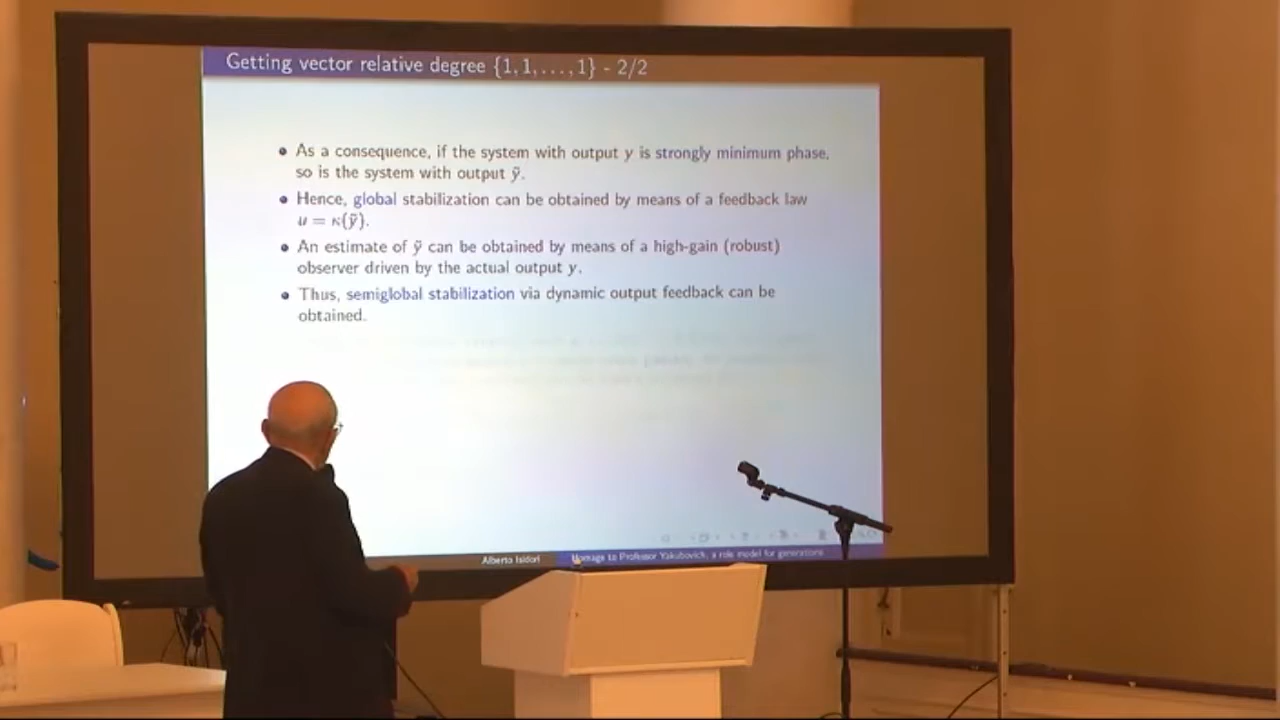 Getting vector relative degree {1, 1, . . . , 1} - 2/2
As a consequence, if the system with output y is strongly minimum phase,
so is the system with output ỹ.
Hence, global stabilization can be obtained by means of a feedback law
u = κ(ỹ).
An estimate of ỹ can be obtained by means of a high-gain (robust)
observer driven by the actual output y.
Thus, semiglobal stabilization via dynamic output feedback can be
obtained.
Alberto Isidori
Homage to Professor Yakubovich, a role model for generations